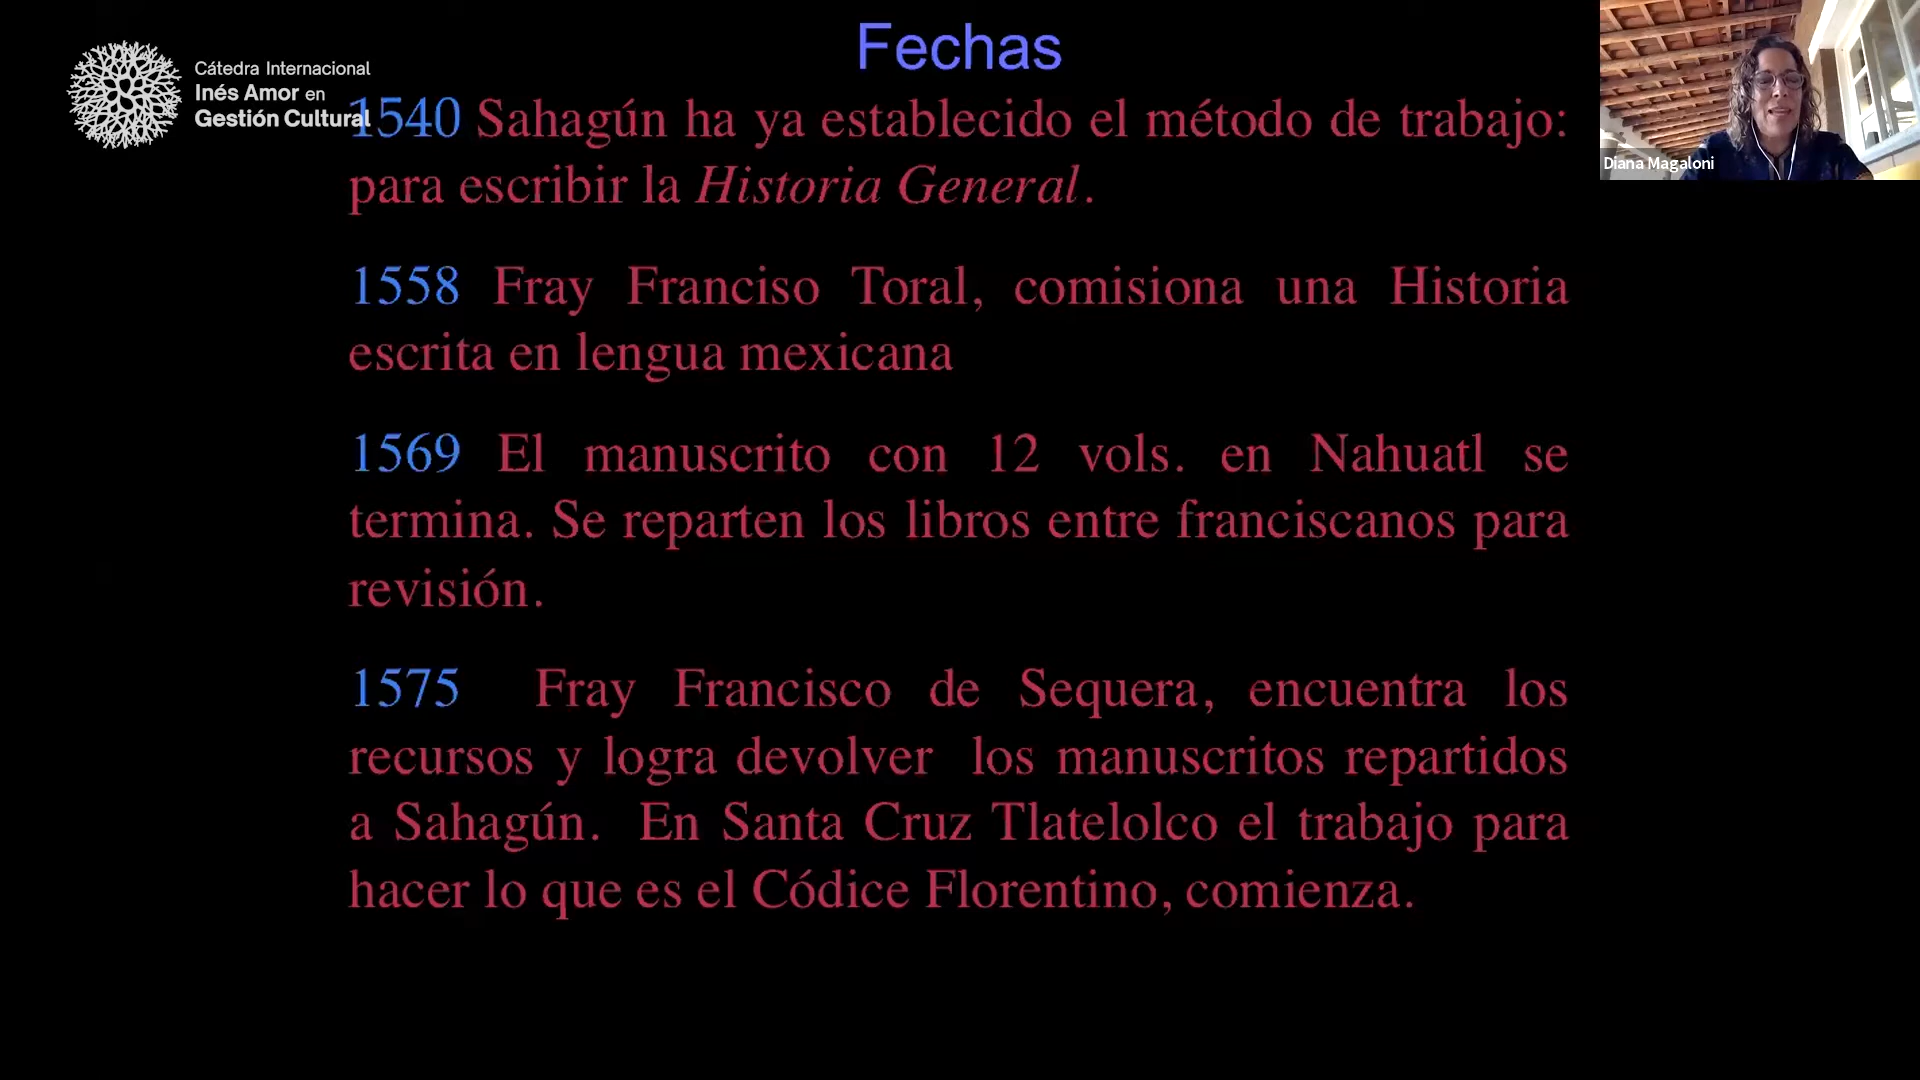 Fechas
Cátedra Internacional
Inés Amor en
Gestión Cultural
1540 Sahagún ha ya establecido el método de trabajo:
para escribir la Historia General.
1558 Fray Franciso Toral, comisiona una Historia
escrita en lengua mexicana
1569 El manuscrito con 12 vols. en Nahuatl se
termina. Se reparten los libros entre franciscanos para
revisión.
1575 Fray Francisco de Sequera, encuentra los
recursos y logra devolver los manuscritos repartidos
a Sahagún. En Santa Cruz Tlatelolco el trabajo para
hacer lo que es el Códice Florentino, comienza.
Diana Magaloni